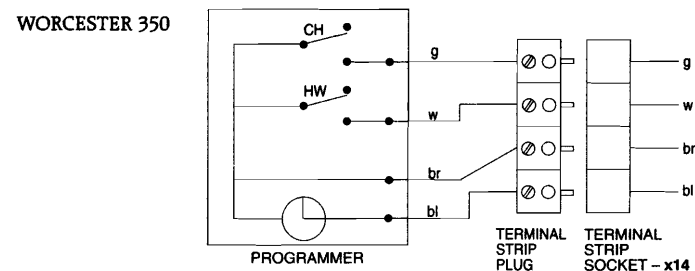 WORCESTER 350
CH
g
g
HW
w
w
br
br
bl
bl
PROGRAMMER
TERMINAL
STRIP
PLUG
TERMINAL
STRIP
SOCKET – x14